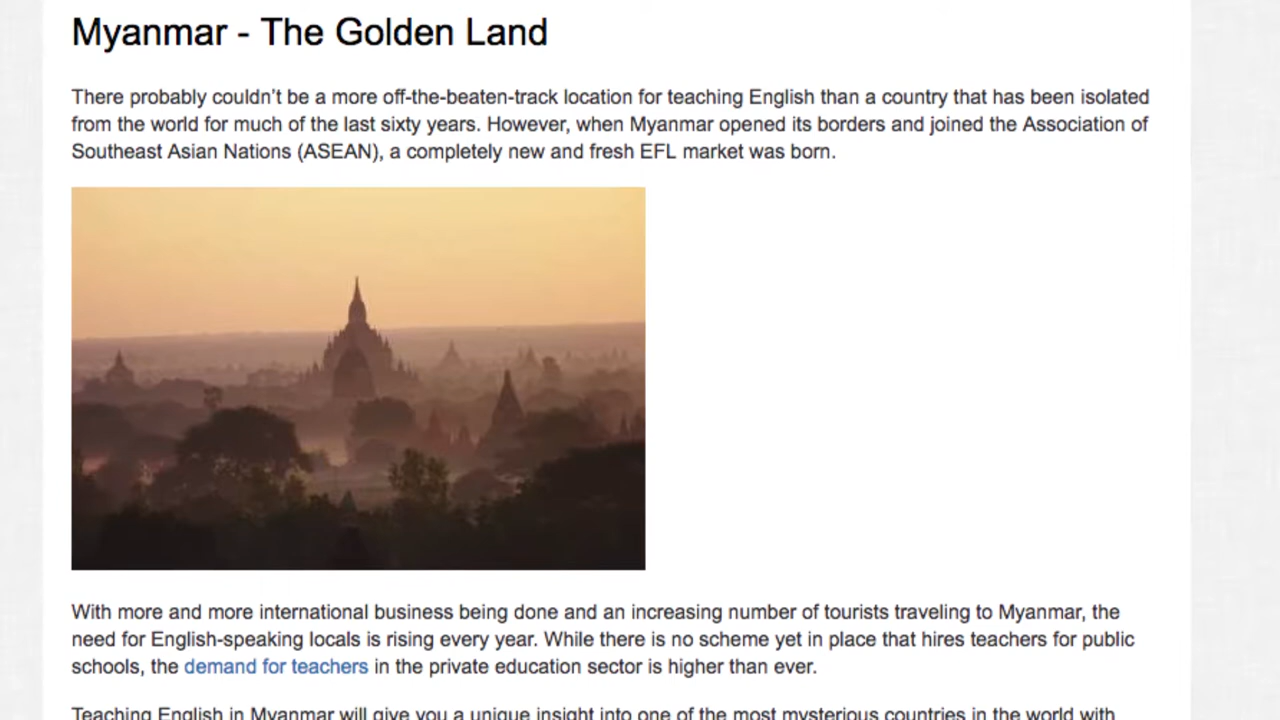 Myanmar - The Golden Land
There probably couldn’t be a more off-the-beaten-track location for teaching English than a country that has been isolated
from the world for much of the last sixty years. However, when Myanmar opened its borders and joined the Association of
Southeast Asian Nations (ASEAN), a completely new and fresh EFL market was born.
With more and more international business being done and an increasing number of tourists traveling to Myanmar, the
need for English-speaking locals is rising every year. While there is no scheme yet in place that hires teachers for public
schools, the demand for teachers in the private education sector is higher than ever.
Teaching English in Myanmar will give you a unique insight into one of the most mysterious countries in the world with